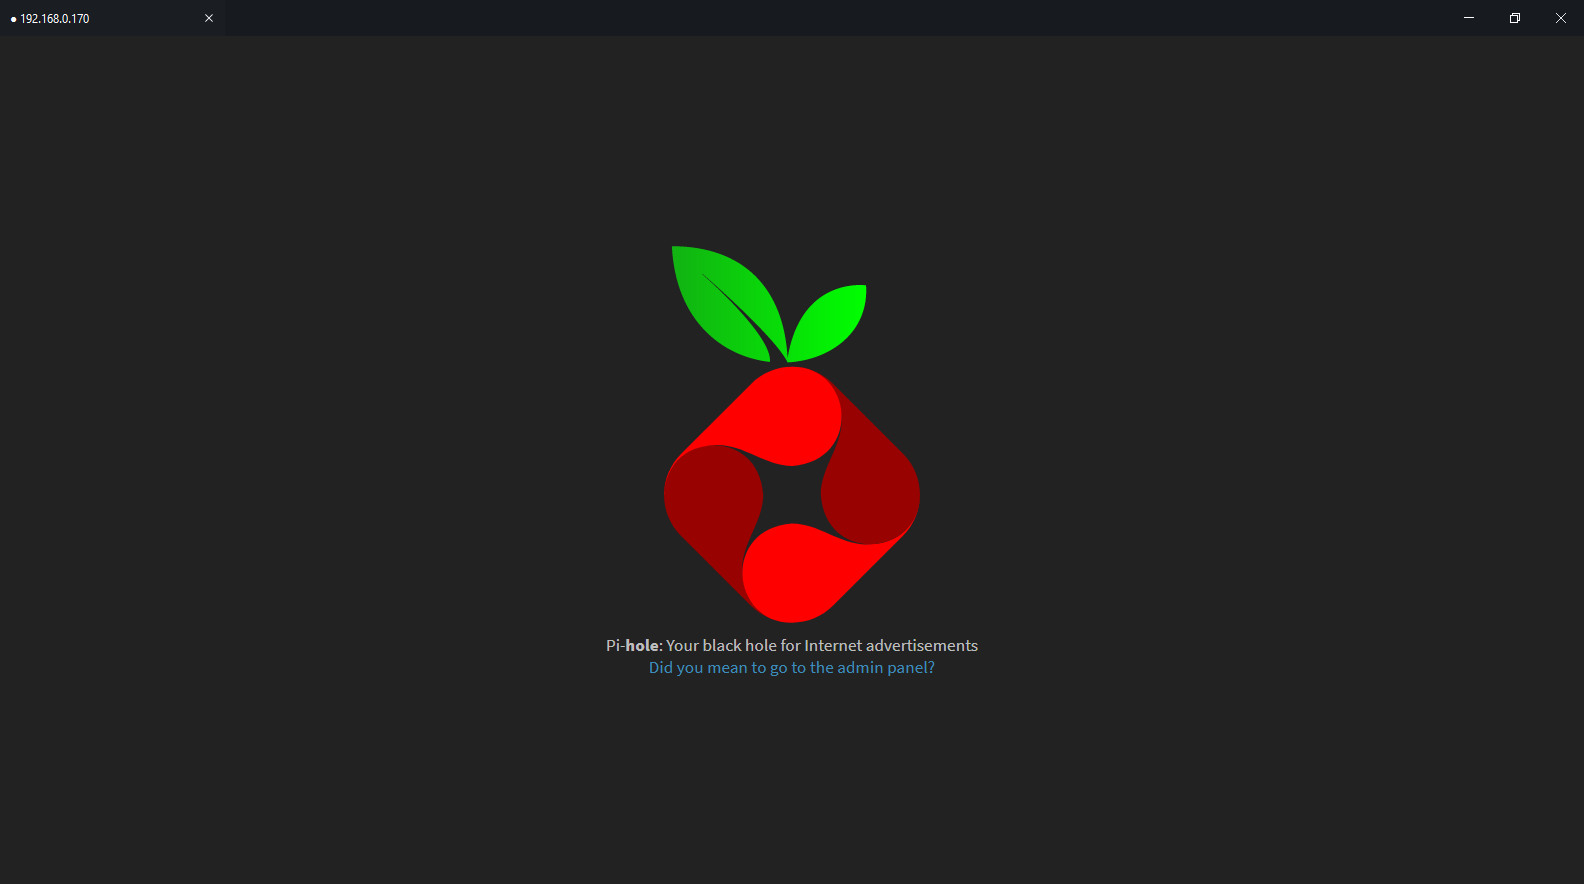 ● 192.168.0.170
Pi-hole: Your black hole for Internet advertisements
Did you mean to go to the admin panel?